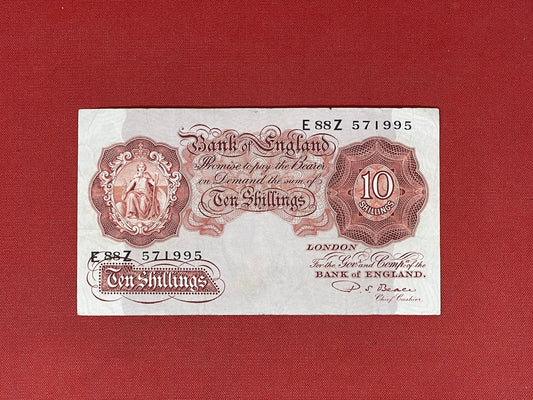 E 88Z 571995
Bank of England
Promise to pay the Bearer
on Demand the sum of
Ten Shillings
10
SHILLINGS
LONDON
For the Govr and Compa of the
BANK OF ENGLAND.
E 88Z 571995
Ten Shillings
P S Beale
Chief Cashier